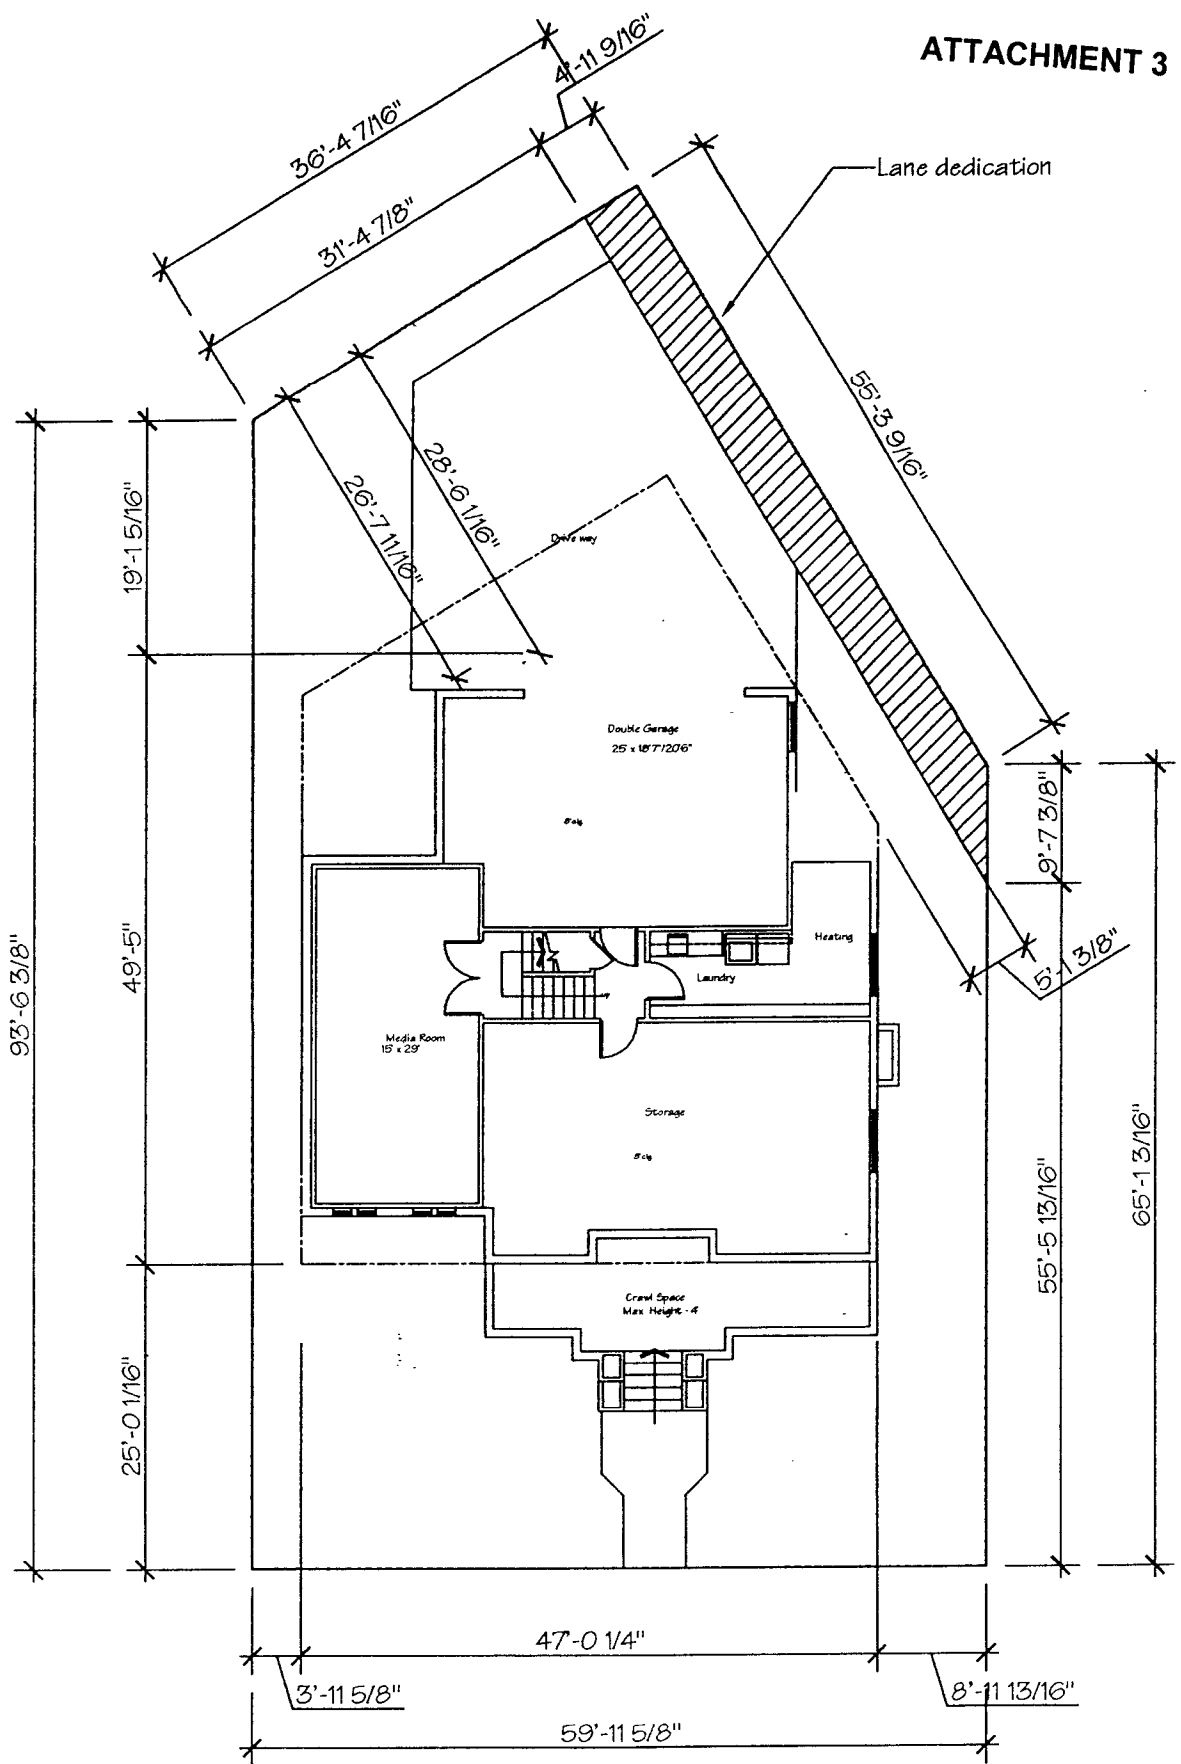 ATTACHMENT 3
4'-11 9/16"
36'-4 7/16"
31'-4 7/8"
Lane dedication
55'-3 9/16"
28'-6 1/16"
26'-7 11/16"
19'-1 5/16"
Drive way
Double Garage
25' x 18'7"/20'6"
8' clg
9'-7 3/8"
93'-6 3/8"
49'-5"
Heating
Laundry
5'-1 3/8"
Media Room
15' x 29'
Storage
8' clg
65'-1 3/16"
55'-5 13/16"
Crawl Space
Max Height - 4'
25'-0 1/16"
47'-0 1/4"
3'-11 5/8"
8'-11 13/16"
59'-11 5/8"